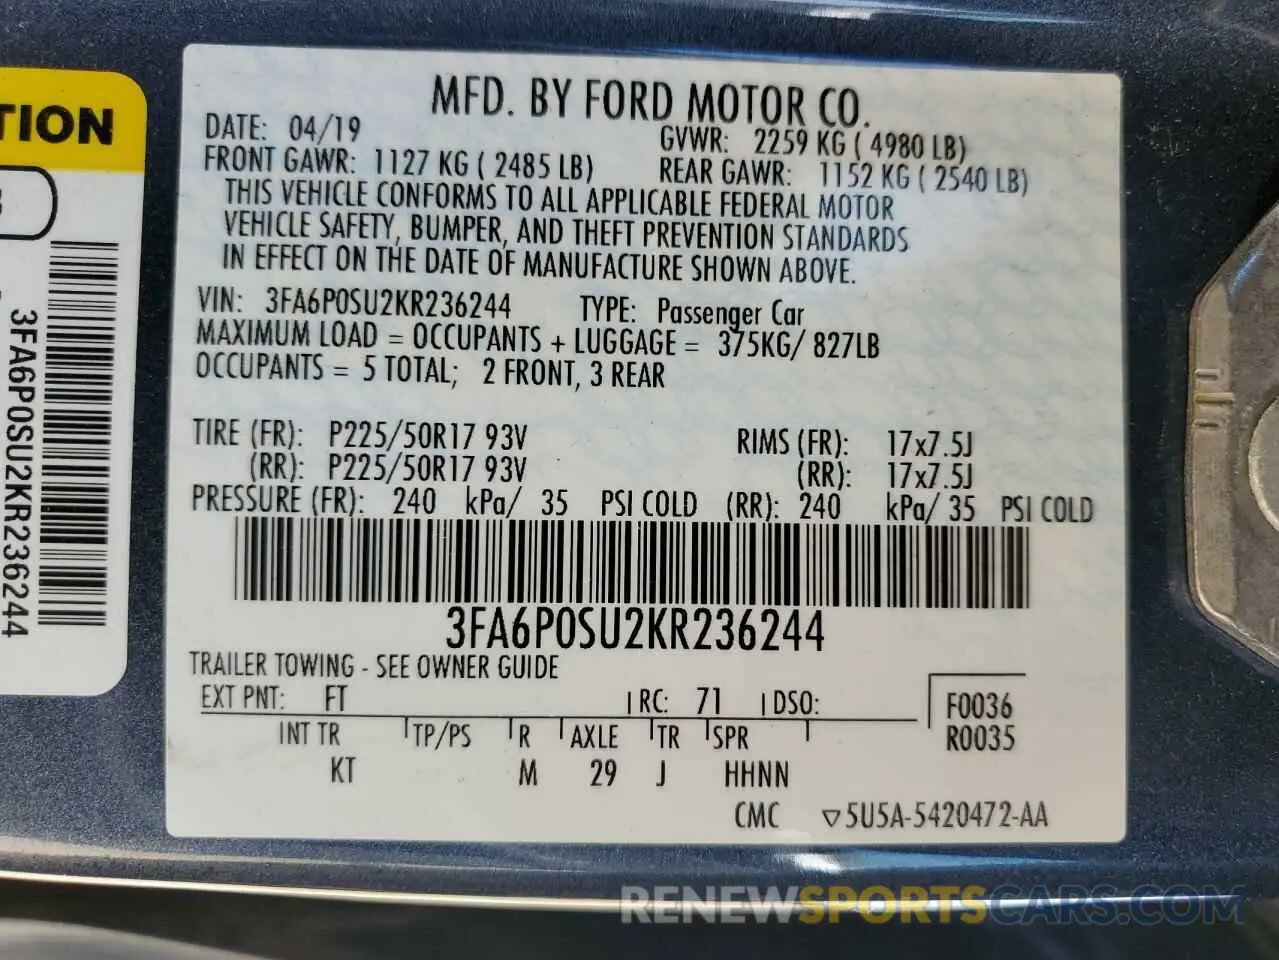 MFD. BY FORD MOTOR CO.
DATE: 04/19 GVWR: 2259 KG ( 4980 LB)
FRONT GAWR: 1127 KG ( 2485 LB) REAR GAWR: 1152 KG ( 2540 LB)
THIS VEHICLE CONFORMS TO ALL APPLICABLE FEDERAL MOTOR
VEHICLE SAFETY, BUMPER, AND THEFT PREVENTION STANDARDS
IN EFFECT ON THE DATE OF MANUFACTURE SHOWN ABOVE.
VIN: 3FA6P0SU2KR236244 TYPE: Passenger Car
MAXIMUM LOAD = OCCUPANTS + LUGGAGE = 375KG/ 827LB
OCCUPANTS = 5 TOTAL; 2 FRONT, 3 REAR
TIRE (FR): P225/50R17 93V RIMS (FR): 17x7.5J
(RR): P225/50R17 93V (RR): 17x7.5J
PRESSURE (FR): 240 kPa/ 35 PSI COLD (RR): 240 kPa/ 35 PSI COLD
3FA6P0SU2KR236244
TRAILER TOWING - SEE OWNER GUIDE
EXT PNT: FT RC: 71 DSO: F0036
INT TR TP/PS R AXLE TR SPR R0035
KT M 29 J HHNN
CMC ▽5U5A-5420472-AA
TION
3FA6P0SU2KR236244
RENEWSPORTSCARS.COM